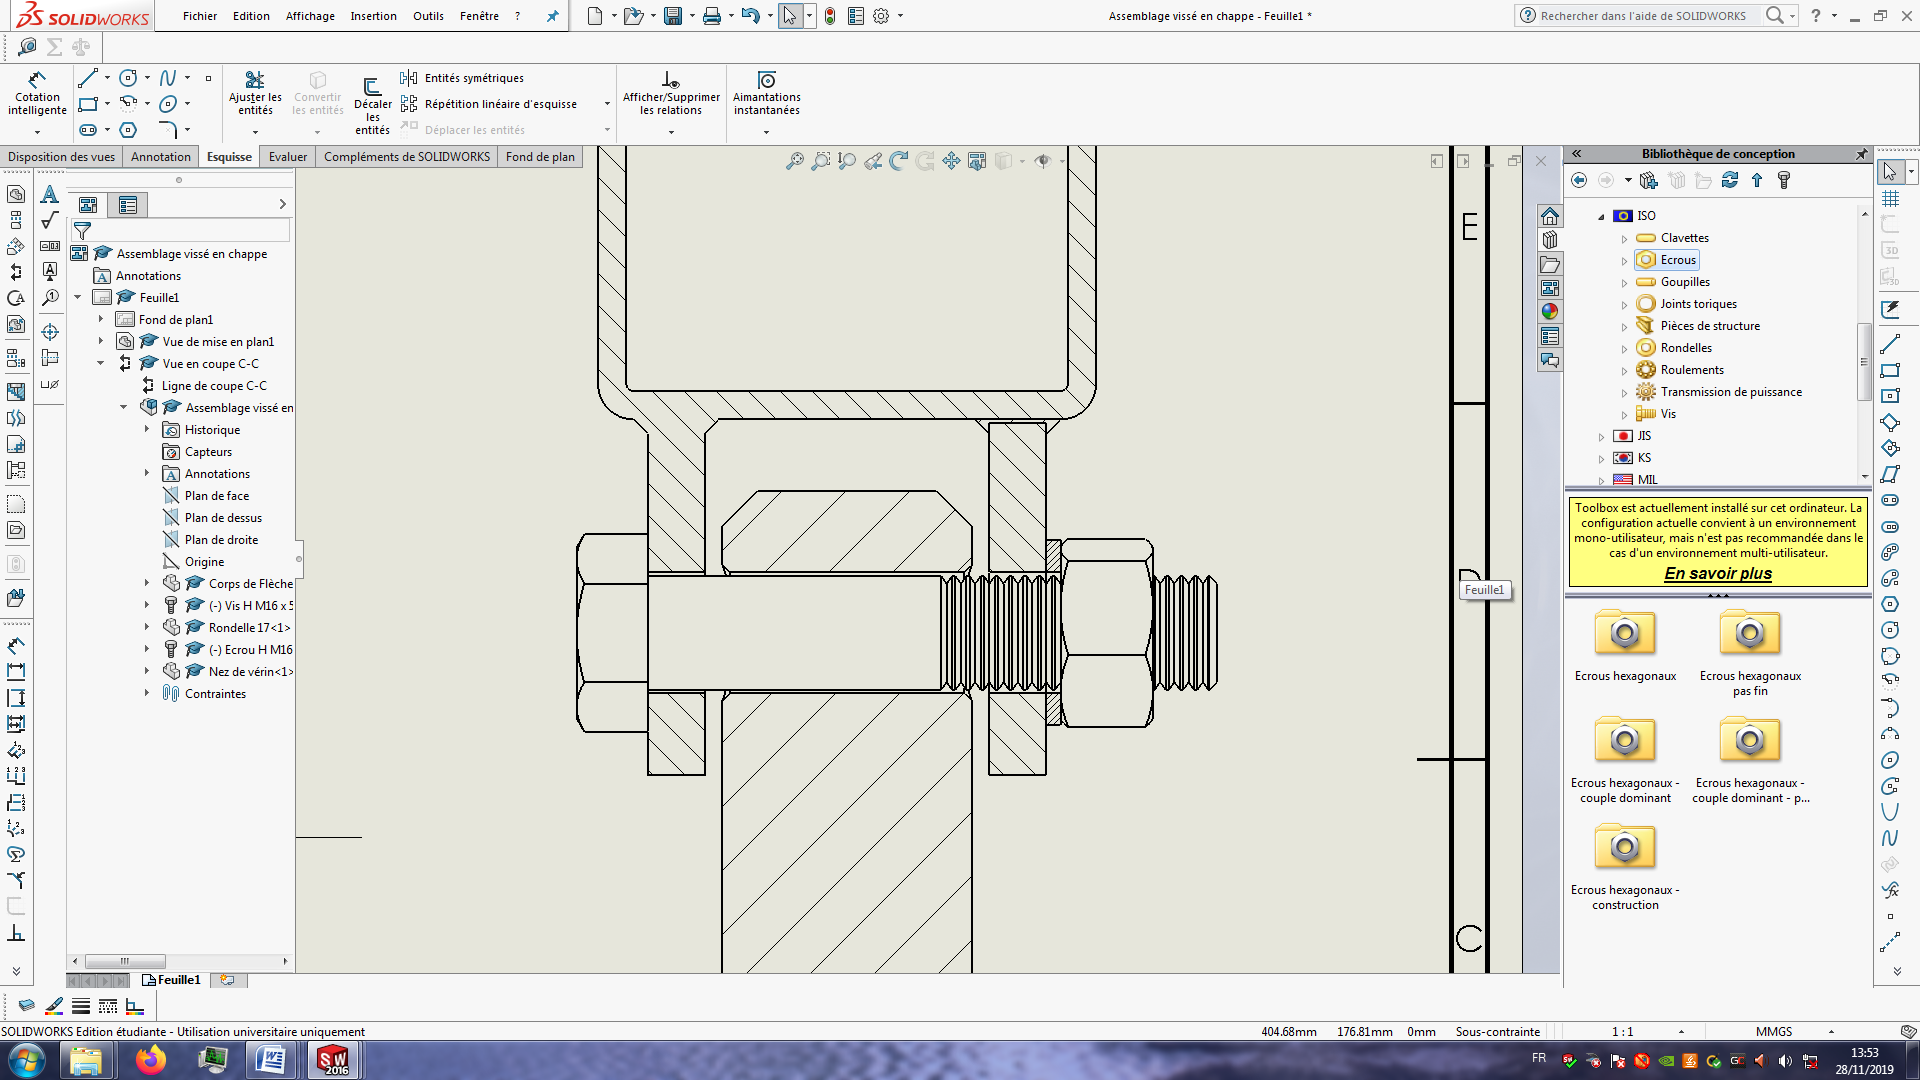 SOLIDWORKS
Fichier Edition Affichage Insertion Outils Fenêtre ?
Assemblage vissé en chappe - Feuille1 *
Rechercher dans l'aide de SOLIDWORKS
Cotation intelligente
Ajuster les entités
Convertir les entités
Décaler les entités
Entités symétriques
Répétition linéaire d'esquisse
Déplacer les entités
Afficher/Supprimer les relations
Aimantations instantanées
Disposition des vues
Annotation
Esquisse
Evaluer
Compléments de SOLIDWORKS
Fond de plan
Assemblage vissé en chappe
Annotations
Feuille1
Fond de plan1
Vue de mise en plan1
Vue en coupe C-C
Ligne de coupe C-C
Assemblage vissé en
Historique
Capteurs
Annotations
Plan de face
Plan de dessus
Plan de droite
Origine
Corps de Flèche
(-) Vis H M16 x 5
Rondelle 17<1>
(-) Ecrou H M16
Nez de vérin<1>
Contraintes
E
Feuille1
C
Bibliothèque de conception
ISO
Clavettes
Ecrous
Goupilles
Joints toriques
Pièces de structure
Rondelles
Roulements
Transmission de puissance
Vis
JIS
KS
MIL
Toolbox est actuellement installé sur cet ordinateur. La
configuration actuelle convient à un environnement
mono-utilisateur, mais n'est pas recommandée dans le
cas d'un environnement multi-utilisateur.
En savoir plus
Ecrous hexagonaux
Ecrous hexagonaux
pas fin
Ecrous hexagonaux -
couple dominant
Ecrous hexagonaux -
couple dominant - p...
Ecrous hexagonaux -
construction
Feuille1
SOLIDWORKS Edition étudiante - Utilisation universitaire uniquement
404.68mm 176.81mm 0mm Sous-contrainte 1 : 1 MMGS
FR
13:53
28/11/2019
SW
2016